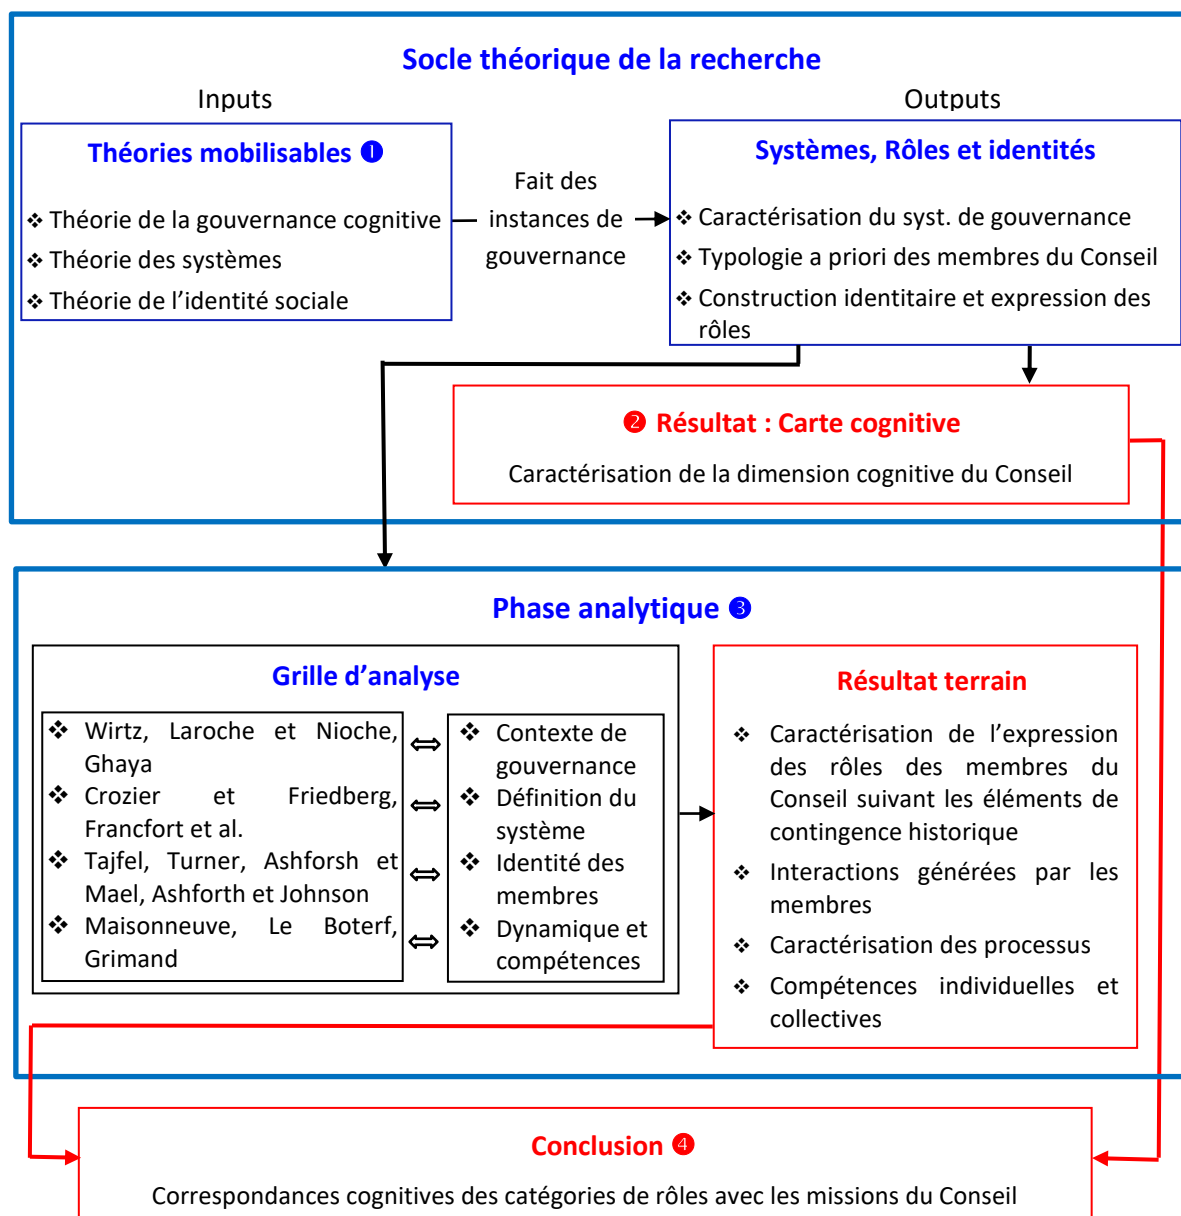 Socle théorique de la recherche
Inputs
Outputs
Théories mobilisables ❶
❖ Théorie de la gouvernance cognitive
❖ Théorie des systèmes
❖ Théorie de l’identité sociale
Fait des
instances de
gouvernance
Systèmes, Rôles et identités
❖ Caractérisation du syst. de gouvernance
❖ Typologie a priori des membres du Conseil
❖ Construction identitaire et expression des
rôles
❷ Résultat : Carte cognitive
Caractérisation de la dimension cognitive du Conseil
Phase analytique ❸
Grille d’analyse
❖ Wirtz, Laroche et Nioche,
Ghaya
❖ Crozier et Friedberg,
Francfort et al.
❖ Tajfel, Turner, Ashforsh et
Mael, Ashforth et Johnson
❖ Maisonneuve, Le Boterf,
Grimand
⇔
⇔
⇔
⇔
❖ Contexte de
gouvernance
❖ Définition du
système
❖ Identité des
membres
❖ Dynamique et
compétences
Résultat terrain
❖ Caractérisation de l’expression
des rôles des membres du
Conseil suivant les éléments de
contingence historique
❖ Interactions générées par les
membres
❖ Caractérisation des processus
❖ Compétences individuelles et
collectives
Conclusion ❹
Correspondances cognitives des catégories de rôles avec les missions du Conseil